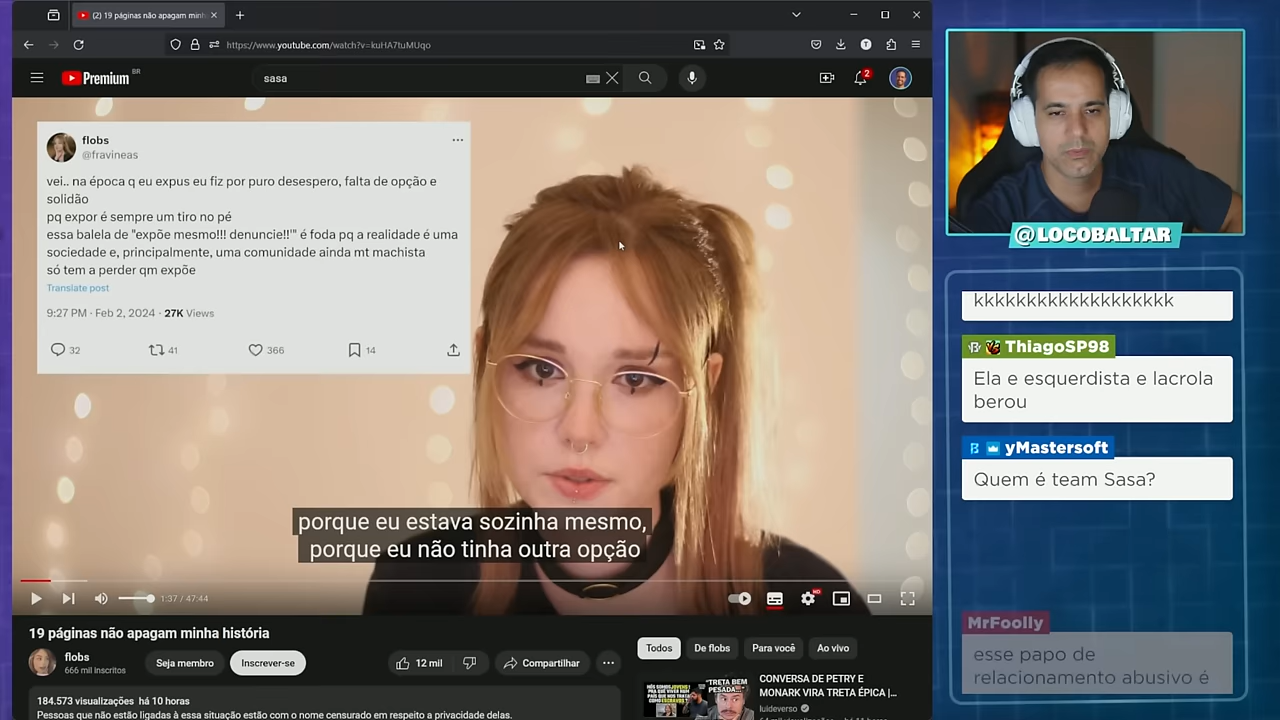 (2) 19 páginas não apagam minh
https://www.youtube.com/watch?v=kuHA7tuMUqo
Premium BR
sasa
2
flobs
@fravineas
vei.. na época q eu expus eu fiz por puro desespero, falta de opção e
solidão
pq expor é sempre um tiro no pé
essa balela de "expõe mesmo!!! denuncie!!'" é foda pq a realidade é uma
sociedade e, principalmente, uma comunidade ainda mt machista
só tem a perder qm expõe
Translate post
9:27 PM · Feb 2, 2024 · 27K Views
32
41
366
14
porque eu estava sozinha mesmo,
porque eu não tinha outra opção
1:37 / 47:44
HD
19 páginas não apagam minha história
flobs
666 mil inscritos
Seja membro
Inscrever-se
12 mil
Compartilhar
184.573 visualizações há 10 horas
Pessoas que não estão ligadas à essa situação estão com o nome censurado em respeito a privacidade delas.
Todos
De flobs
Para você
Ao vivo
"TRETA BEM
PESADA..."
CONVERSA DE PETRY E
MONARK VIRA TRETA ÉPICA |...
luideverso
@LOCOBALTAR
kkkkkkkkkkkkkkkkkkk
ThiagoSP98
Ela e esquerdista e lacrola
berou
yMastersoft
Quem é team Sasa?
MrFoolly
esse papo de
relacionamento abusivo é